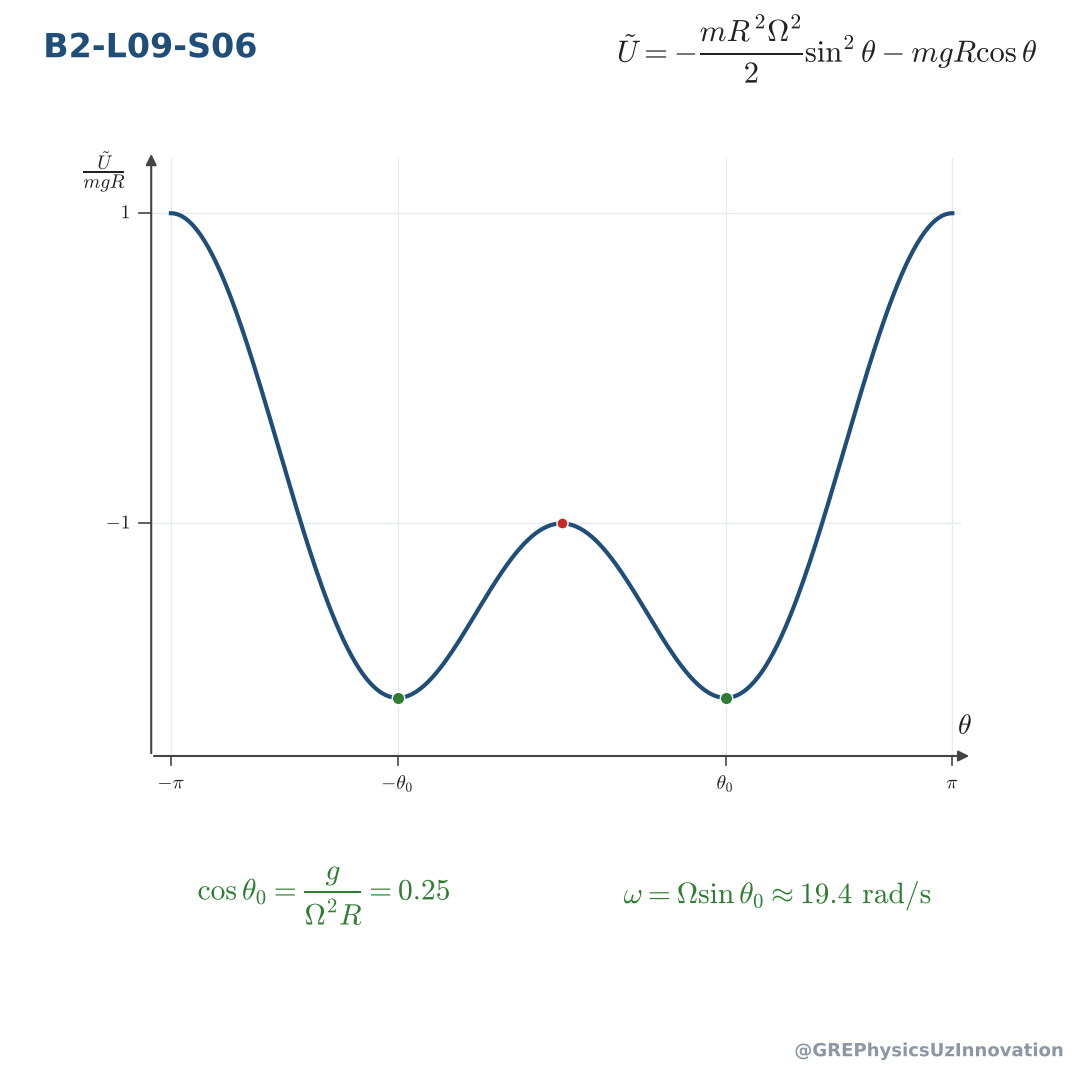 B2-L09-S06
Ũ = −(mR²Ω²/2) sin² θ − mgR cos θ
Ũ/mgR
1
−1
θ
−π −θ₀ θ₀ π
cos θ₀ = g/(Ω²R) = 0.25 ω = Ω sin θ₀ ≈ 19.4 rad/s
@GREPhysicsUzInnovation